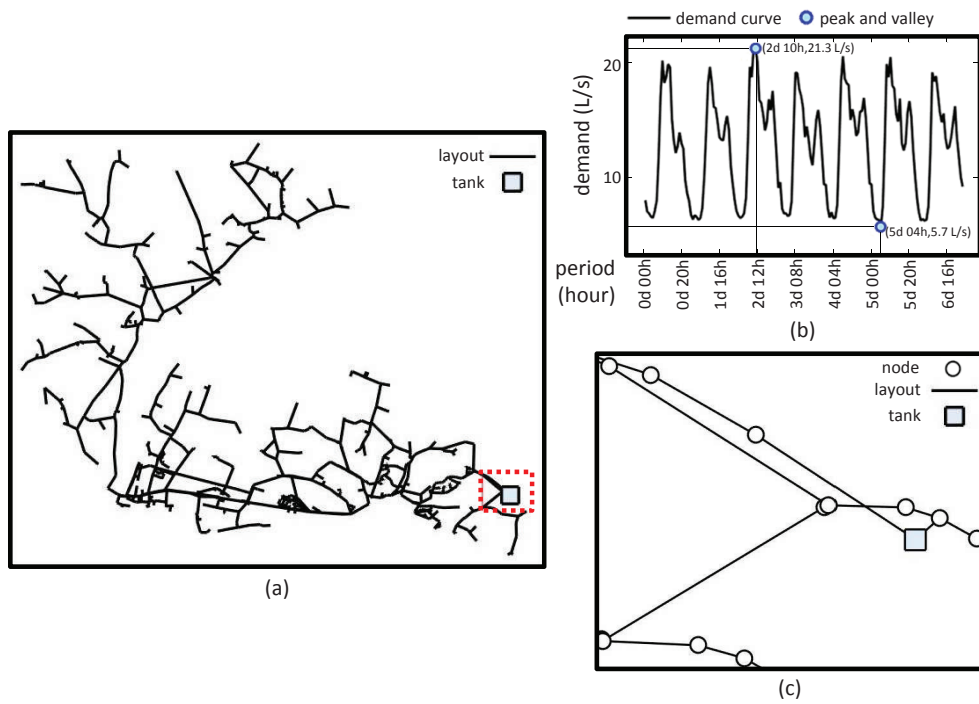 layout
tank
(a)
demand curve
peak and valley
demand (L/s)
20
10
(2d 10h,21.3 L/s)
(5d 04h,5.7 L/s)
period
(hour)
0d 00h
0d 20h
1d 16h
2d 12h
3d 08h
4d 04h
5d 00h
5d 20h
6d 16h
(b)
node
layout
tank
(c)